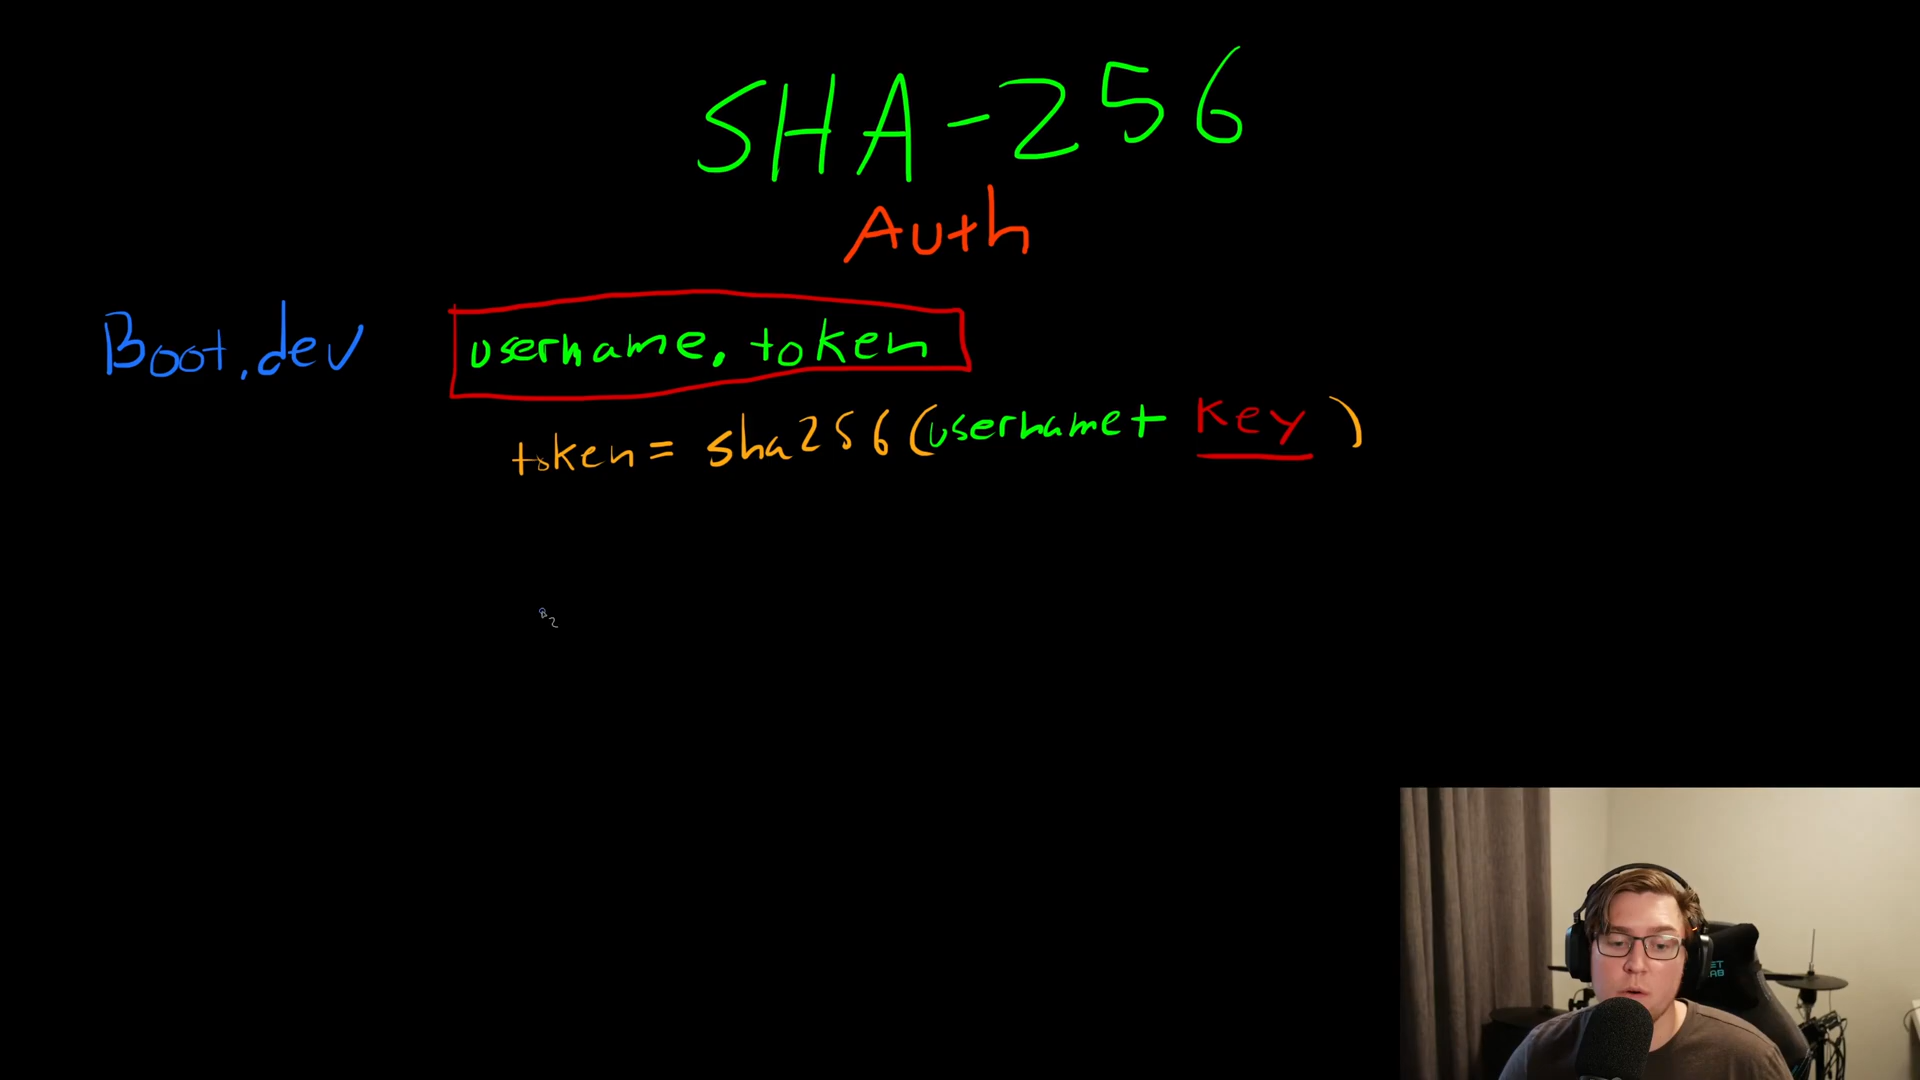 SHA-256
Auth
Boot.dev username.token
token = sha256(username + Key)